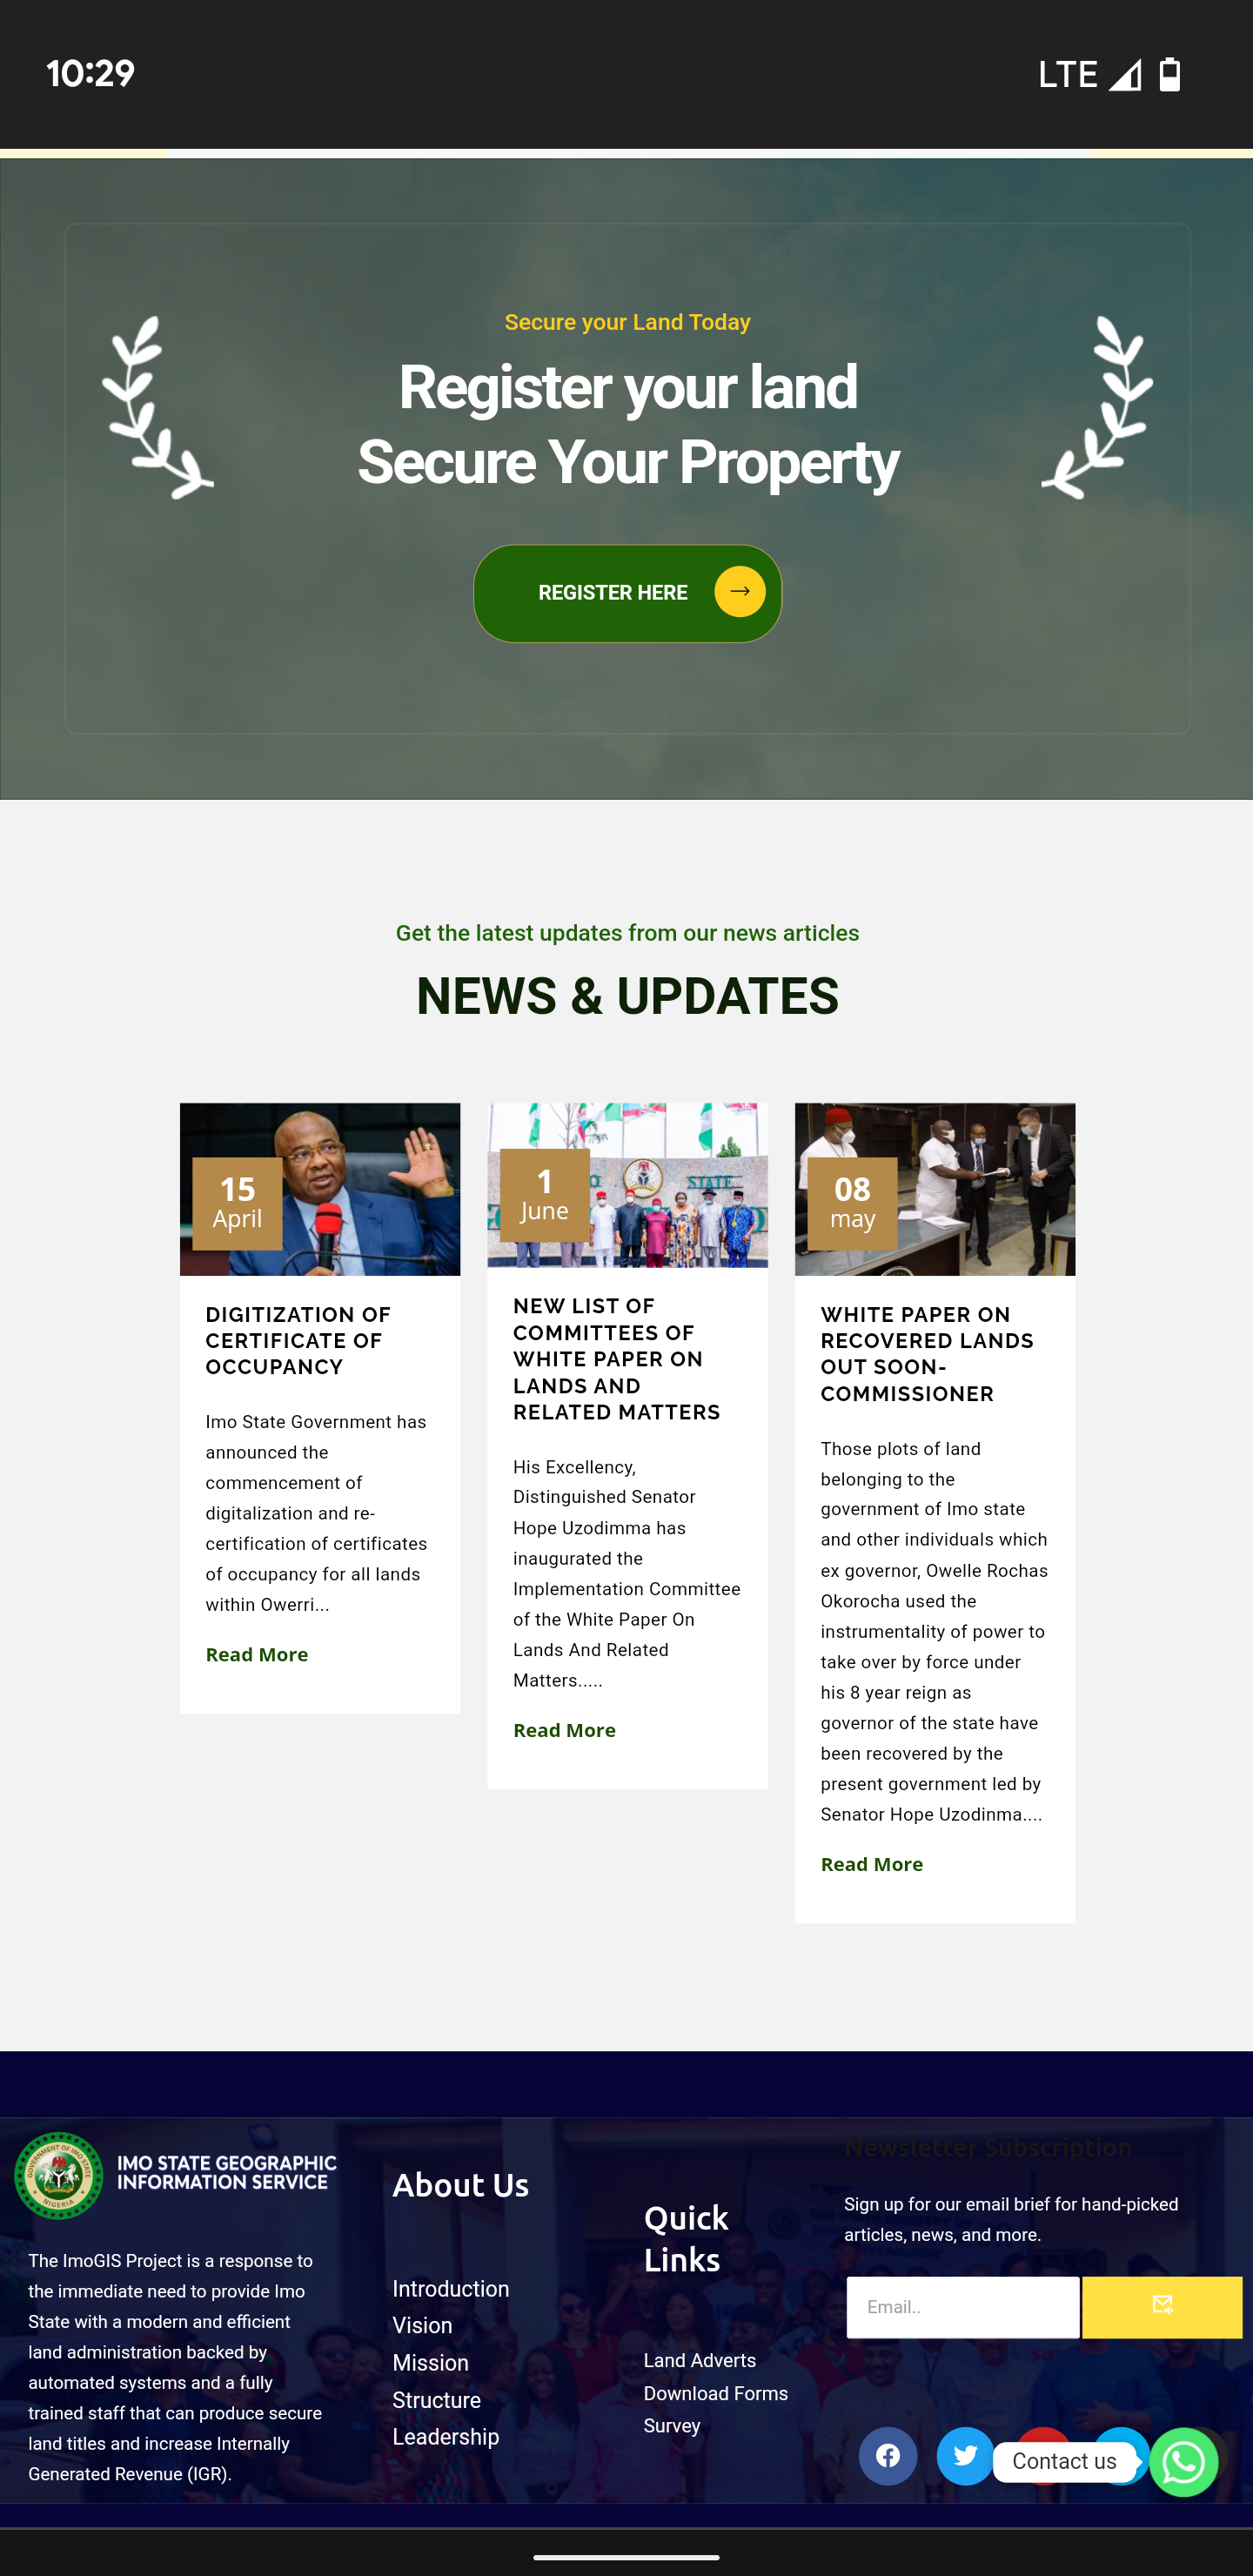 10:29
LTE
Secure your Land Today
Register your land
Secure Your Property
REGISTER HERE
Get the latest updates from our news articles
NEWS & UPDATES
15
April
DIGITIZATION OF
CERTIFICATE OF
OCCUPANCY
Imo State Government has
announced the
commencement of
digitalization and re-
certification of certificates
of occupancy for all lands
within Owerri...
Read More
1
June
STATE
NEW LIST OF
COMMITTEES OF
WHITE PAPER ON
LANDS AND
RELATED MATTERS
His Excellency,
Distinguished Senator
Hope Uzodimma has
inaugurated the
Implementation Committee
of the White Paper On
Lands And Related
Matters.....
Read More
08
may
WHITE PAPER ON
RECOVERED LANDS
OUT SOON-
COMMISSIONER
Those plots of land
belonging to the
government of Imo state
and other individuals which
ex governor, Owelle Rochas
Okorocha used the
instrumentality of power to
take over by force under
his 8 year reign as
governor of the state have
been recovered by the
present government led by
Senator Hope Uzodinma....
Read More
GOVERNMENT OF IMO STATE
NIGERIA
IMO STATE GEOGRAPHIC
INFORMATION SERVICE
The ImoGIS Project is a response to
the immediate need to provide Imo
State with a modern and efficient
land administration backed by
automated systems and a fully
trained staff that can produce secure
land titles and increase Internally
Generated Revenue (IGR).
About Us
Introduction
Vision
Mission
Structure
Leadership
Quick
Links
Land Adverts
Download Forms
Survey
Newsletter Subscription
Sign up for our email brief for hand-picked
articles, news, and more.
Email..
Contact us